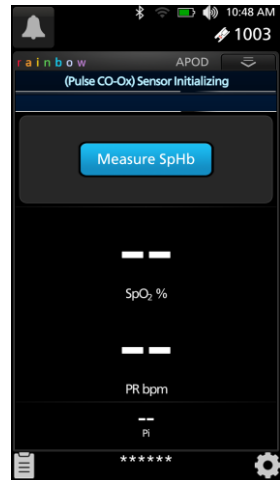 10:48 AM
1003
rainbow APOD
(Pulse CO-Ox) Sensor Initializing
Measure SpHb
--
SpO₂ %
--
PR bpm
--
Pi
******